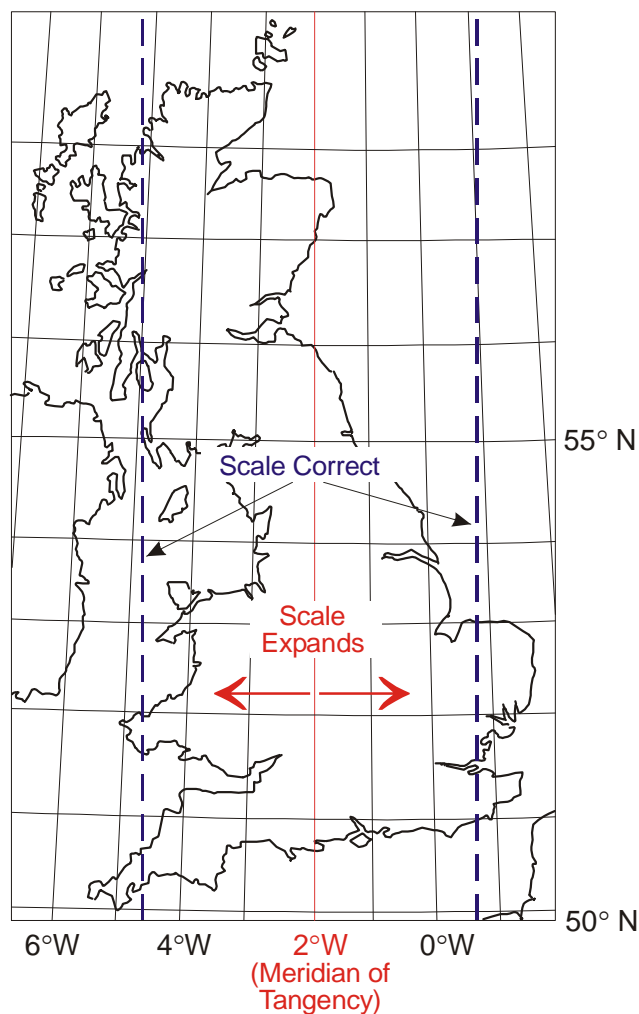 55° N
Scale Correct
Scale
Expands
50° N
6°W 4°W 2°W 0°W
(Meridian of
Tangency)